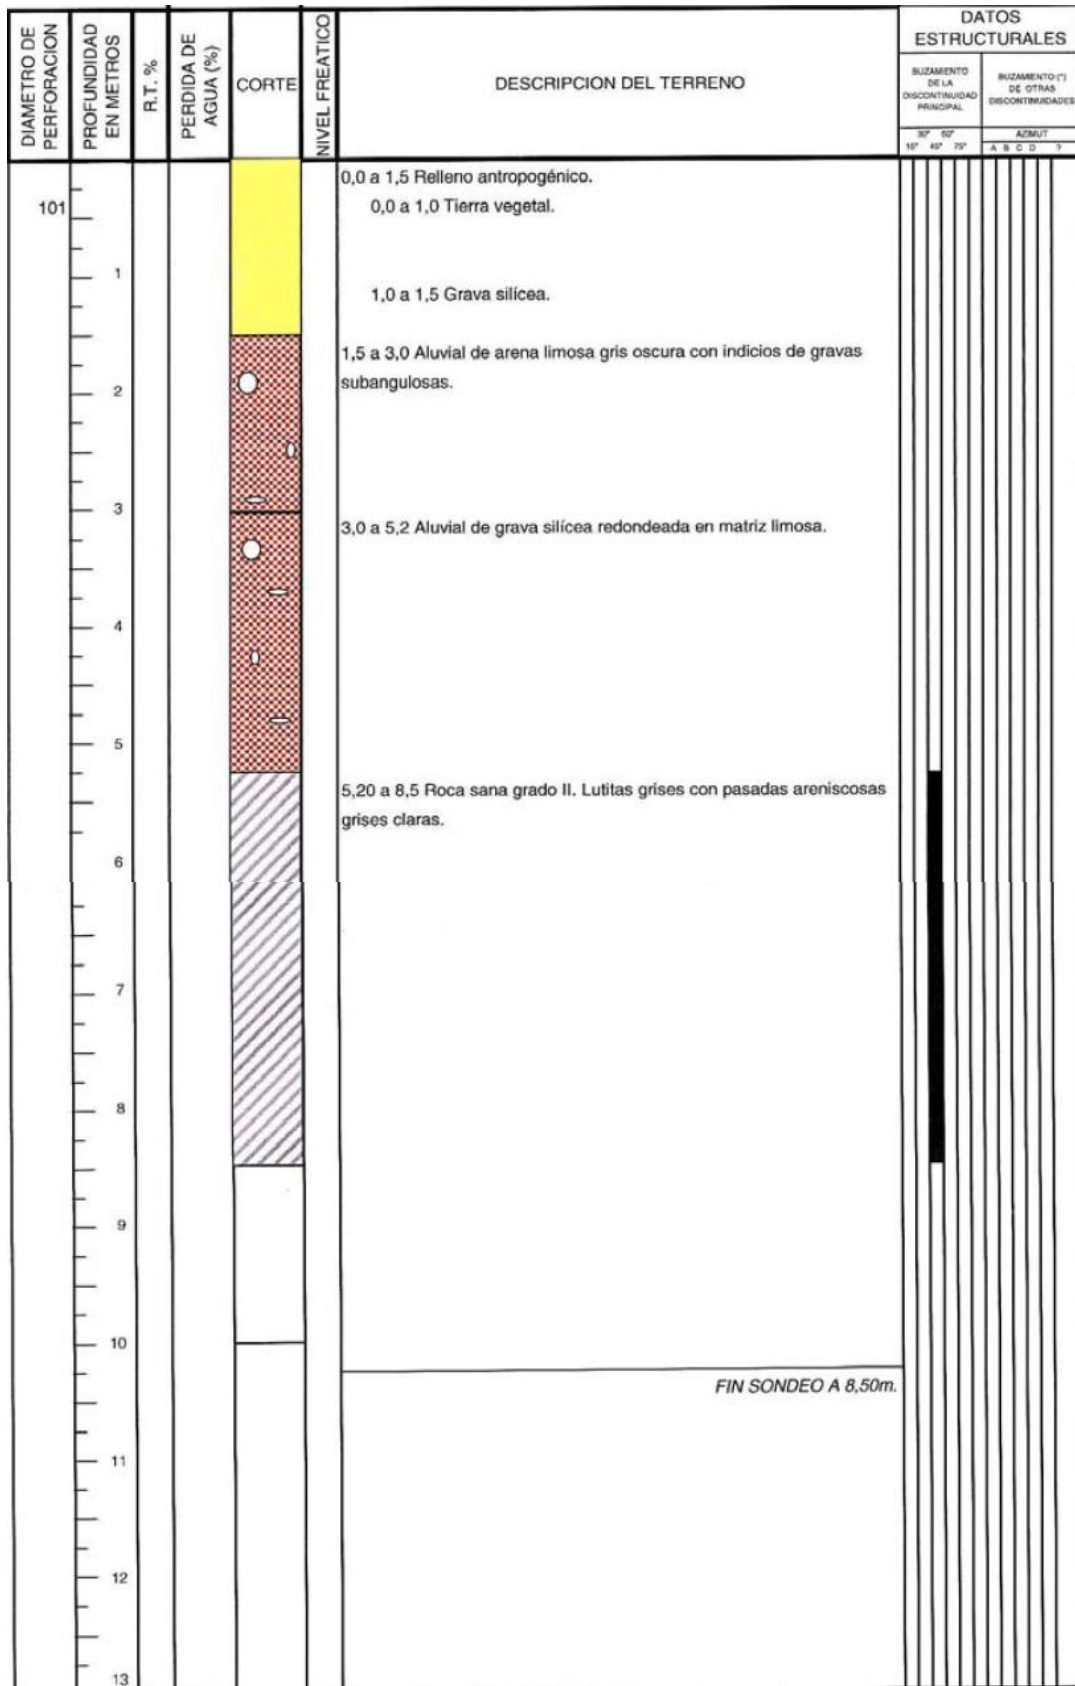 DIAMETRO DE
PERFORACION
PROFUNDIDAD
EN METROS
R.T. %
PERDIDA DE
AGUA (%)
CORTE
NIVEL FREATICO
DESCRIPCION DEL TERRENO
DATOS
ESTRUCTURALES
BUZAMIENTO
DE LA
DISCONTINUIDAD
PRINCIPAL
BUZAMIENTO (°)
DE OTRAS
DISCONTINUIDADES
30° 60°
15° 45° 75°
AZIMUT
A B C D ?
0,0 a 1,5 Relleno antropogénico.
101
0,0 a 1,0 Tierra vegetal.
1
1,0 a 1,5 Grava silícea.
1,5 a 3,0 Aluvial de arena limosa gris oscura con indicios de gravas
subangulosas.
2
3
3,0 a 5,2 Aluvial de grava silícea redondeada en matriz limosa.
4
5
5,20 a 8,5 Roca sana grado II. Lutitas grises con pasadas areniscosas
grises claras.
6
7
8
9
10
FIN SONDEO A 8,50m.
11
12
13